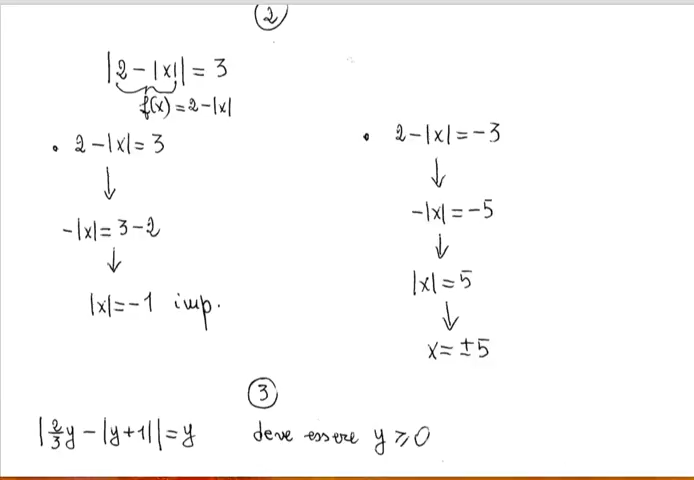 2
|2-|x|| = 3
f(x) = 2-|x|
• 2-|x| = 3
↓
-|x| = 3-2
↓
|x| = -1 imp.
• 2-|x| = -3
↓
-|x| = -5
↓
|x| = 5
↓
x = ±5
3
|2/3 y - |y+1|| = y deve essere y ⩾ 0